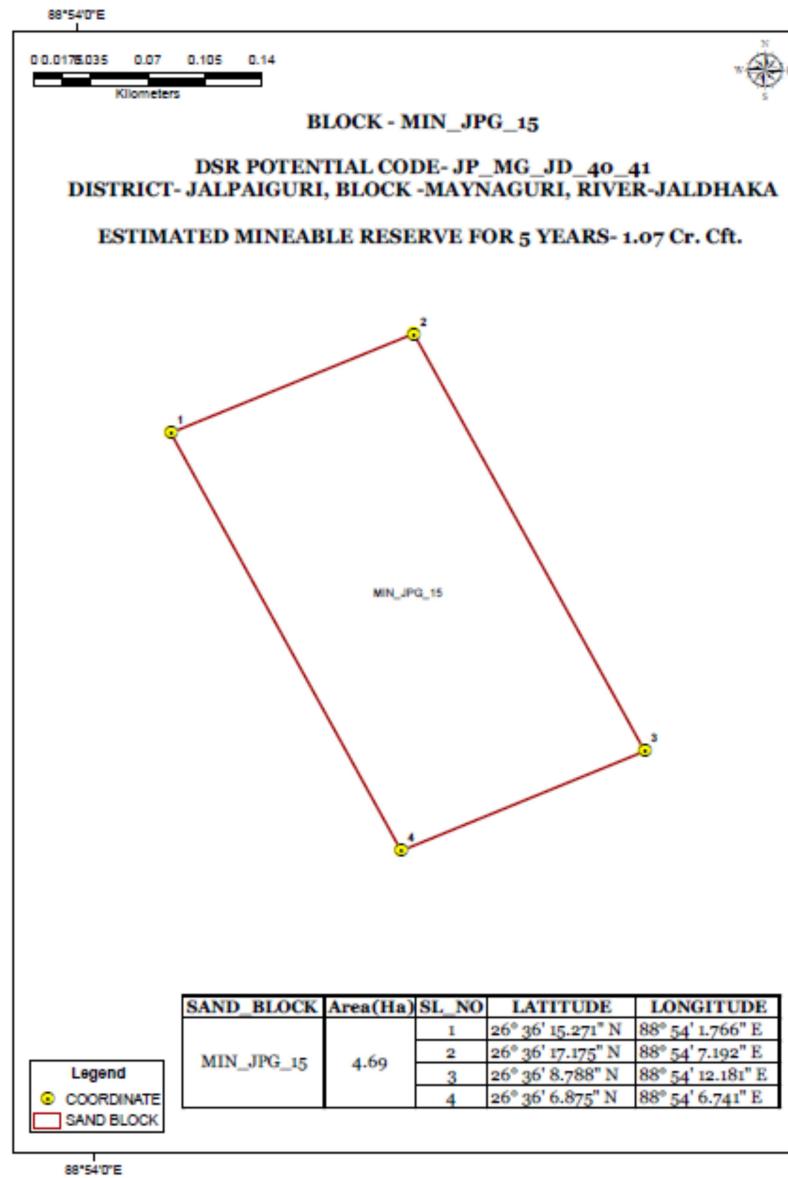 88°54'0"E
0 0.0175 0.035 0.07 0.105 0.14
Kilometers
N
W
S
BLOCK - MIN_JPG_15
DSR POTENTIAL CODE- JP_MG_JD_40_41
DISTRICT- JALPAIGURI, BLOCK -MAYNAGURI, RIVER-JALDHAKA
ESTIMATED MINEABLE RESERVE FOR 5 YEARS- 1.07 Cr. Cft.
2
1
MIN_JPG_15
3
4
SAND_BLOCK Area(Ha) SL_NO LATITUDE LONGITUDE
MIN_JPG_15 4.69
1 26° 36' 15.271" N 88° 54' 1.766" E
2 26° 36' 17.175" N 88° 54' 7.192" E
3 26° 36' 8.788" N 88° 54' 12.181" E
4 26° 36' 6.875" N 88° 54' 6.741" E
Legend
COORDINATE
SAND BLOCK
88°54'0"E